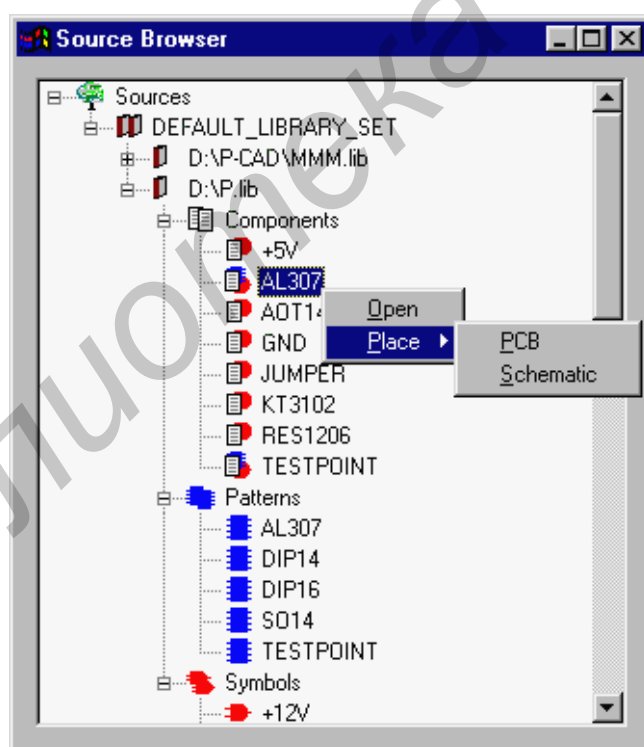 Source Browser
Sources
DEFAULT_LIBRARY_SET
D:\P-CAD\MMM.lib
D:\P.lib
Components
+5V
AL307
AOT14
Open
GND
Place
PCB
JUMPER
Schematic
KT3102
RES1206
TESTPOINT
Patterns
AL307
DIP14
DIP16
SO14
TESTPOINT
Symbols
+12V
лиотека